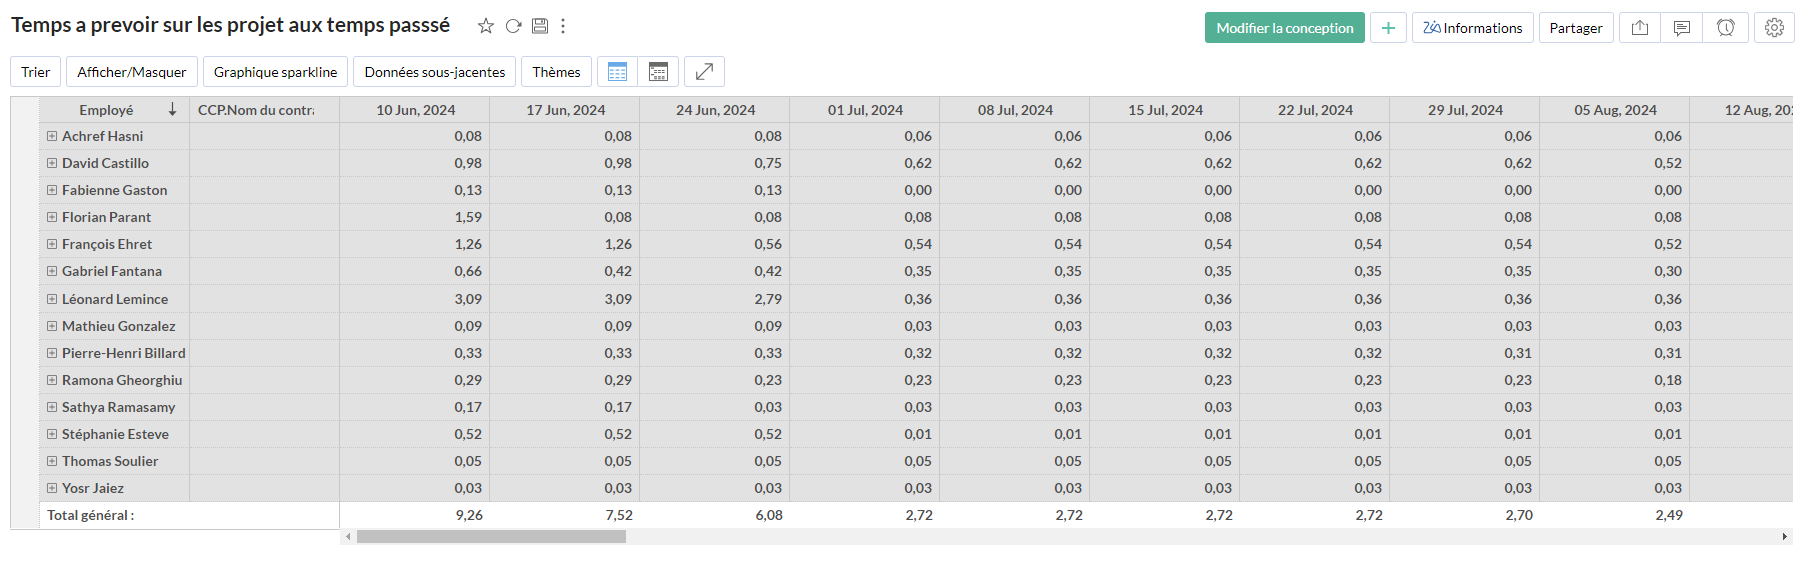 Temps a prevoir sur les projet aux temps passsé
Modifier la conception + Zia Informations Partager
Trier Afficher/Masquer Graphique sparkline Données sous-jacentes Thèmes
Employé CCP.Nom du contra 10 Jun, 2024 17 Jun, 2024 24 Jun, 2024 01 Jul, 2024 08 Jul, 2024 15 Jul, 2024 22 Jul, 2024 29 Jul, 2024 05 Aug, 2024 12 Aug, 202
Achref Hasni 0,08 0,08 0,08 0,06 0,06 0,06 0,06 0,06 0,06
David Castillo 0,98 0,98 0,75 0,62 0,62 0,62 0,62 0,62 0,52
Fabienne Gaston 0,13 0,13 0,13 0,00 0,00 0,00 0,00 0,00 0,00
Florian Parant 1,59 0,08 0,08 0,08 0,08 0,08 0,08 0,08 0,08
François Ehret 1,26 1,26 0,56 0,54 0,54 0,54 0,54 0,54 0,52
Gabriel Fantana 0,66 0,42 0,42 0,35 0,35 0,35 0,35 0,35 0,30
Léonard Lemince 3,09 3,09 2,79 0,36 0,36 0,36 0,36 0,36 0,36
Mathieu Gonzalez 0,09 0,09 0,09 0,03 0,03 0,03 0,03 0,03 0,03
Pierre-Henri Billard 0,33 0,33 0,33 0,32 0,32 0,32 0,32 0,31 0,31
Ramona Gheorghiu 0,29 0,29 0,23 0,23 0,23 0,23 0,23 0,23 0,18
Sathya Ramasamy 0,17 0,17 0,03 0,03 0,03 0,03 0,03 0,03 0,03
Stéphanie Esteve 0,52 0,52 0,52 0,01 0,01 0,01 0,01 0,01 0,01
Thomas Soulier 0,05 0,05 0,05 0,05 0,05 0,05 0,05 0,05 0,05
Yosr Jaiez 0,03 0,03 0,03 0,03 0,03 0,03 0,03 0,03 0,03
Total général : 9,26 7,52 6,08 2,72 2,72 2,72 2,72 2,70 2,49